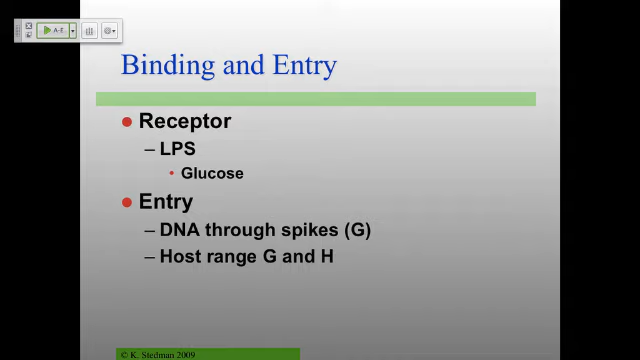 A-E
Binding and Entry
Receptor
– LPS
• Glucose
Entry
– DNA through spikes (G)
– Host range G and H
© K. Stedman 2009